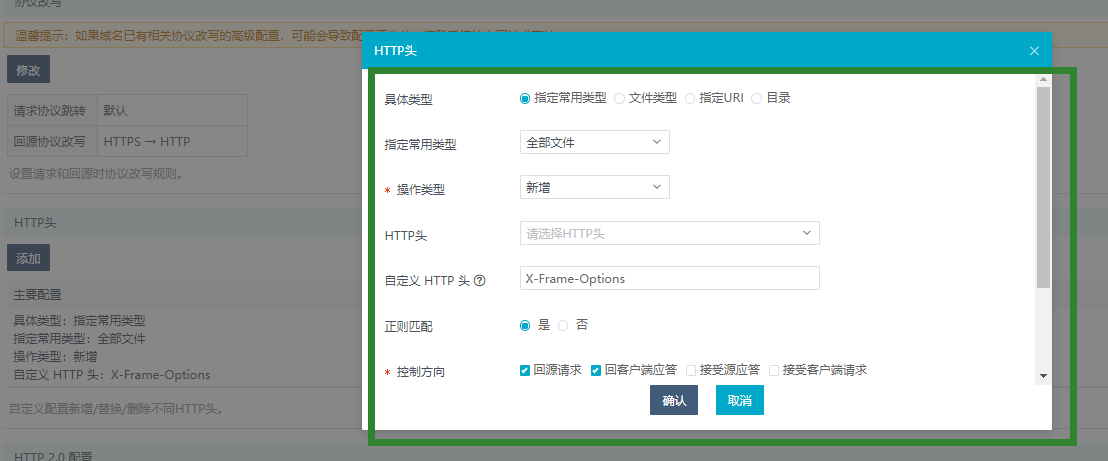 协议改写
温馨提示：如果域名已有相关协议改写的高级配置，可能会导致配置
修改
请求协议跳转 默认
回源协议改写 HTTPS → HTTP
设置请求和回源时协议改写规则。
HTTP头
添加
主要配置
具体类型：指定常用类型
指定常用类型：全部文件
操作类型：新增
自定义 HTTP 头：X-Frame-Options
自定义配置新增/替换/删除不同HTTP头。
HTTP 2.0 配置
HTTP头 ×
具体类型 指定常用类型 文件类型 指定URI 目录
指定常用类型 全部文件
* 操作类型 新增
HTTP头 请选择HTTP头
自定义 HTTP 头 ? X-Frame-Options
正则匹配 是 否
* 控制方向 回源请求 回客户端应答 接受源应答 接受客户端请求
确认 取消